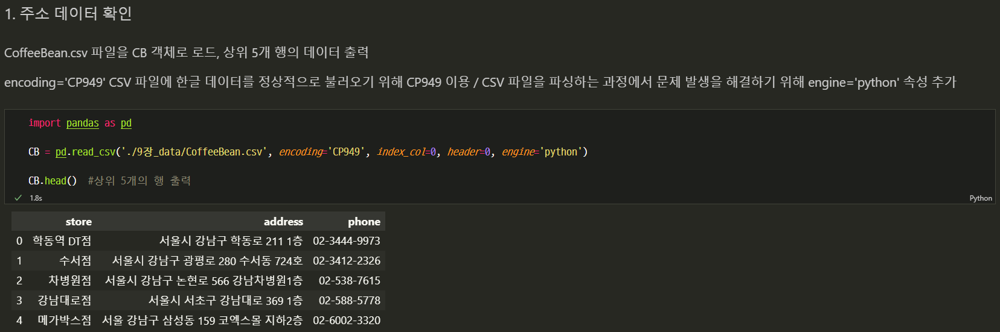 1. 주소 데이터 확인
CoffeeBean.csv 파일을 CB 객체로 로드, 상위 5개 행의 데이터 출력
encoding='CP949' CSV 파일에 한글 데이터를 정상적으로 불러오기 위해 CP949 이용 / CSV 파일을 파싱하는 과정에서 문제 발생을 해결하기 위해 engine='python' 속성 추가
import pandas as pd
CB = pd.read_csv('./9장_data/CoffeeBean.csv', encoding='CP949', index_col=0, header=0, engine='python')
CB.head()  #상위 5개의 행 출력
1.8s Python
store address phone
0 학동역 DT점 서울시 강남구 학동로 211 1층 02-3444-9973
1 수서점 서울시 강남구 광평로 280 수서동 724호 02-3412-2326
2 차병원점 서울시 강남구 논현로 566 강남차병원1층 02-538-7615
3 강남대로점 서울시 서초구 강남대로 369 1층 02-588-5778
4 메가박스점 서울 강남구 삼성동 159 코엑스몰 지하2층 02-6002-3320